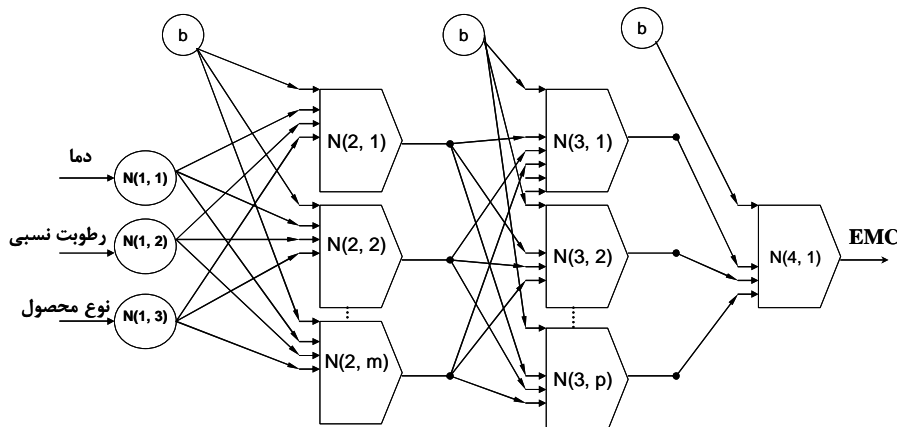 b
b
b
دما
N(1, 1)
رطوبت نسبی
N(1, 2)
نوع محصول
N(1, 3)
N(2, 1)
N(2, 2)
N(2, m)
N(3, 1)
N(3, 2)
N(3, p)
N(4, 1)
EMC